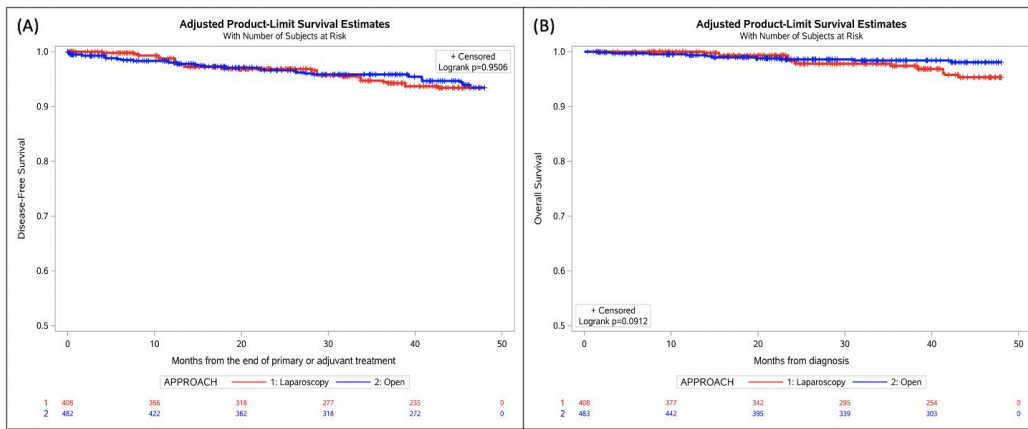 (A)
Adjusted Product-Limit Survival Estimates
With Number of Subjects at Risk
+ Censored
Logrank p=0.9506
Disease-Free Survival
1.0
0.9
0.8
0.7
0.6
0.5
0 10 20 30 40 50
Months from the end of primary or adjuvant treatment
APPROACH 1: Laparoscopy 2: Open
1 408 366 318 277 235 0
2 482 422 362 318 272 0
(B)
Adjusted Product-Limit Survival Estimates
With Number of Subjects at Risk
Overall Survival
1.0
0.9
0.8
0.7
0.6
0.5
+ Censored
Logrank p=0.0912
0 10 20 30 40 50
Months from diagnosis
APPROACH 1: Laparoscopy 2: Open
1 408 377 342 295 254 0
2 483 442 395 339 303 0